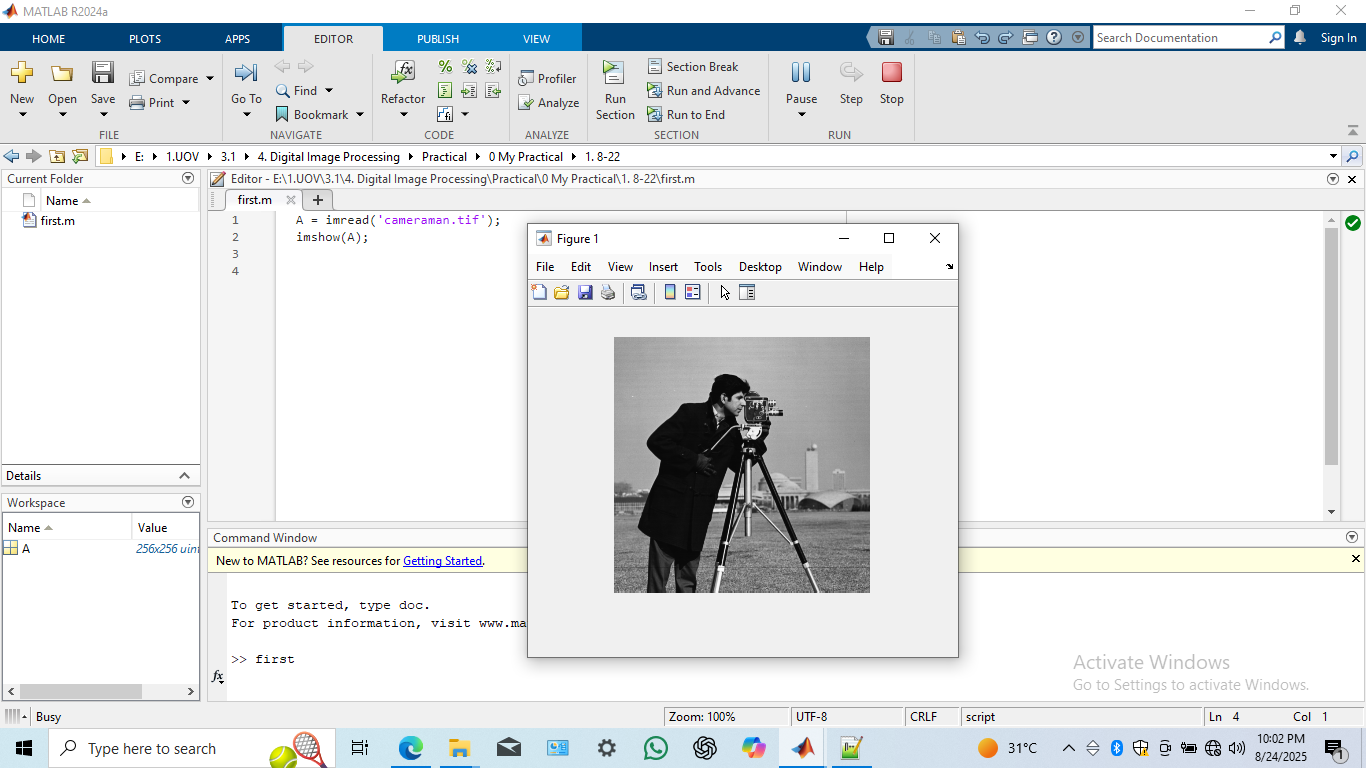 MATLAB R2024a
HOME PLOTS APPS EDITOR PUBLISH VIEW Search Documentation Sign In
New Open Save Compare Print Go To Find Bookmark Refactor Profiler Analyze Run Section Section Break Run and Advance Run to End Pause Step Stop
FILE NAVIGATE CODE ANALYZE SECTION RUN
E: 1.UOV 3.1 4. Digital Image Processing Practical 0 My Practical 1. 8-22
Current Folder
Name
first.m
Details
Workspace
Name Value
A 256x256 uin
Editor - E:\1.UOV\3.1\4. Digital Image Processing\Practical\0 My Practical\1. 8-22\first.m
first.m
1 A = imread('cameraman.tif');
2 imshow(A);
3
4
Figure 1
File Edit View Insert Tools Desktop Window Help
Command Window
New to MATLAB? See resources for Getting Started.
To get started, type doc.
For product information, visit www.ma
>> first
fx
Activate Windows
Go to Settings to activate Windows.
Busy Zoom: 100% UTF-8 CRLF script Ln 4 Col 1
Type here to search 31°C 10:02 PM
8/24/2025
1